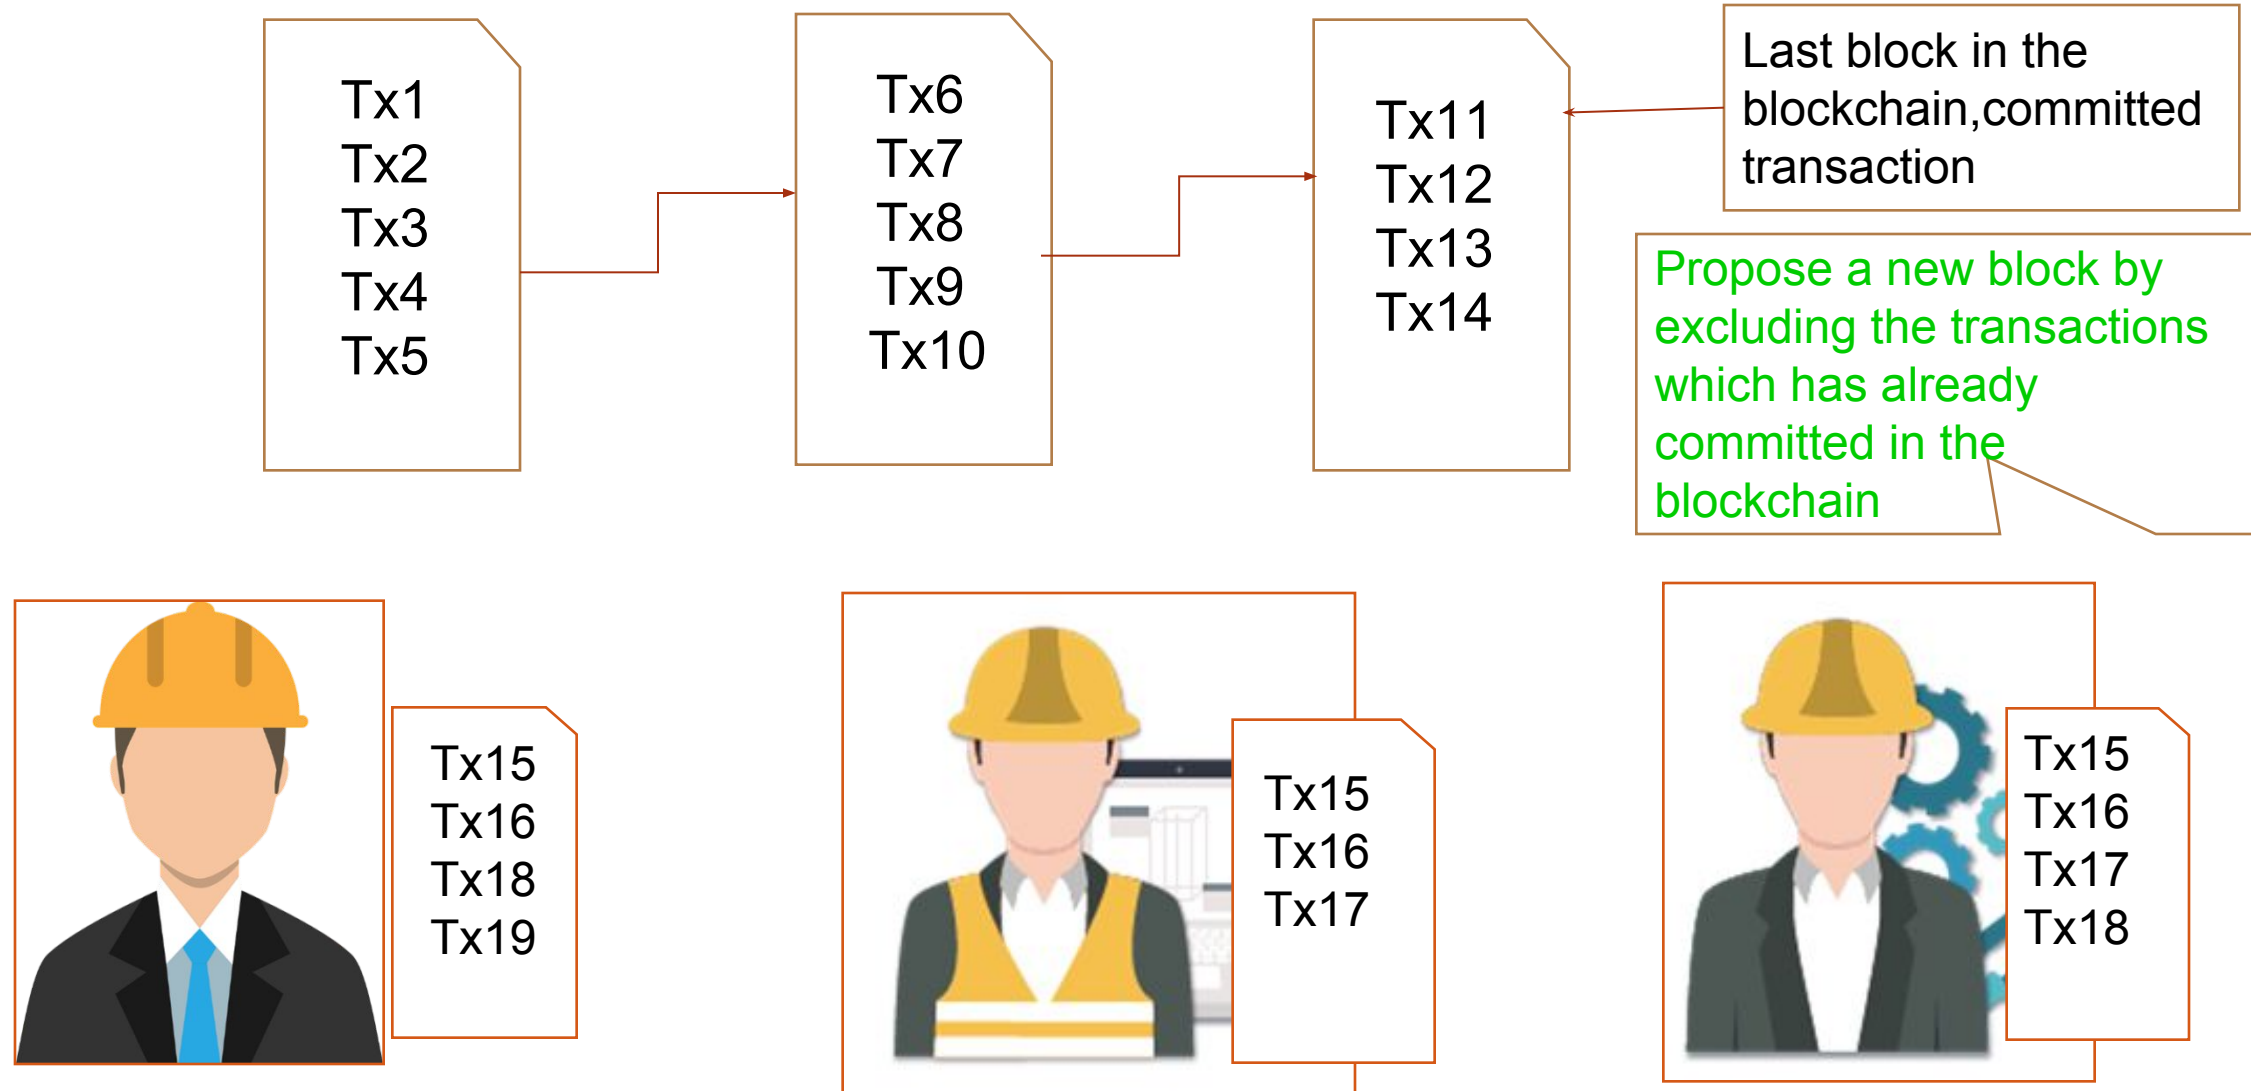 Tx1
Tx2
Tx3
Tx4
Tx5
Tx6
Tx7
Tx8
Tx9
Tx10
Tx11
Tx12
Tx13
Tx14
Last block in the
blockchain,committed
transaction
Propose a new block by
excluding the transactions
which has already
committed in the
blockchain
Tx15
Tx16
Tx18
Tx19
Tx15
Tx16
Tx17
Tx15
Tx16
Tx17
Tx18